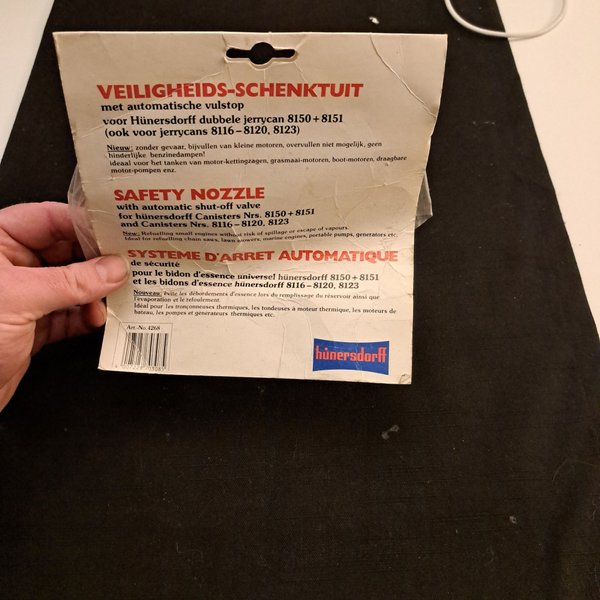 VEILIGHEIDS-SCHENKTUIT
met automatische vulstop
voor Hünersdorff dubbele jerrycan 8150 + 8151
(ook voor jerrycans 8116 – 8120, 8123)
Nieuw: zonder gevaar, bijvullen van kleine motoren, overvullen niet mogelijk, geen
hinderlijke benzinedampen!
ideaal voor het tanken van motor-kettingzagen, grasmaai-motoren, boot-motoren, draagbare
motor-pompen enz.
SAFETY NOZZLE
with automatic shut-off valve
for hünersdorff Canisters Nrs. 8150 + 8151
and Canisters Nrs. 8116 – 8120, 8123
New: Refuelling small engines without risk of spillage or escape of vapours.
Ideal for refuelling chain saws, lawn mowers, marine engines, portable pumps, generators etc.
SYSTEME D'ARRET AUTOMATIQUE
de sécurité
pour le bidon d'essence universel hünersdorff 8150 + 8151
et les bidons d'essence hünersdorff 8116 – 8120, 8123
Nouveau: évite les débordements d'essence lors du remplissage du réservoir ainsi que
l'évaporation et le refoulement.
Idéal pour les tronçonneuses thermiques, les tondeuses à moteur thermique, les moteurs de
bateau, les pompes et generateurs thermiques etc.
Art.-No. 4268
hünersdorff